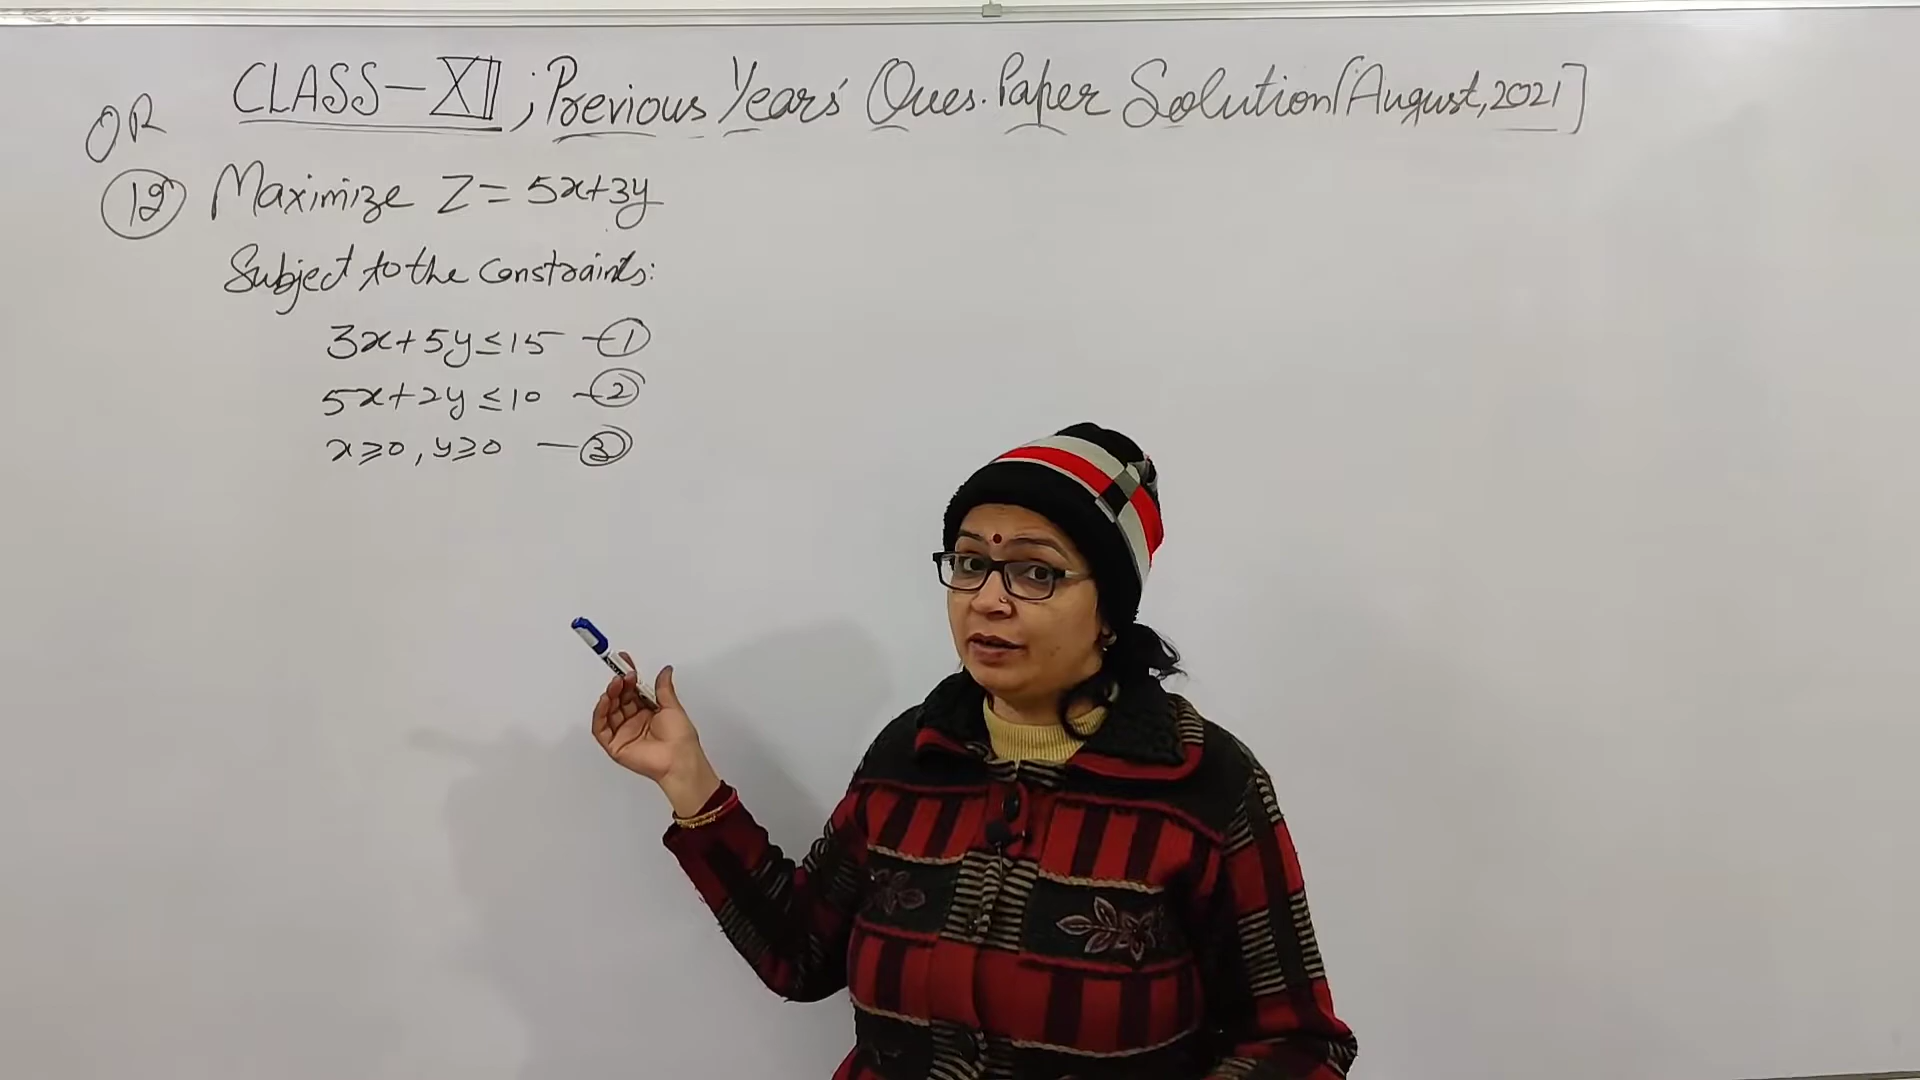 CLASS-XII; Previous Years' Ques. Paper Solution [August, 2021]
OR
12 Maximize Z = 5x+3y
Subject to the Constraints:
3x+5y≤15 -①
5x+2y≤10 -②
x≥0, y≥0 -③